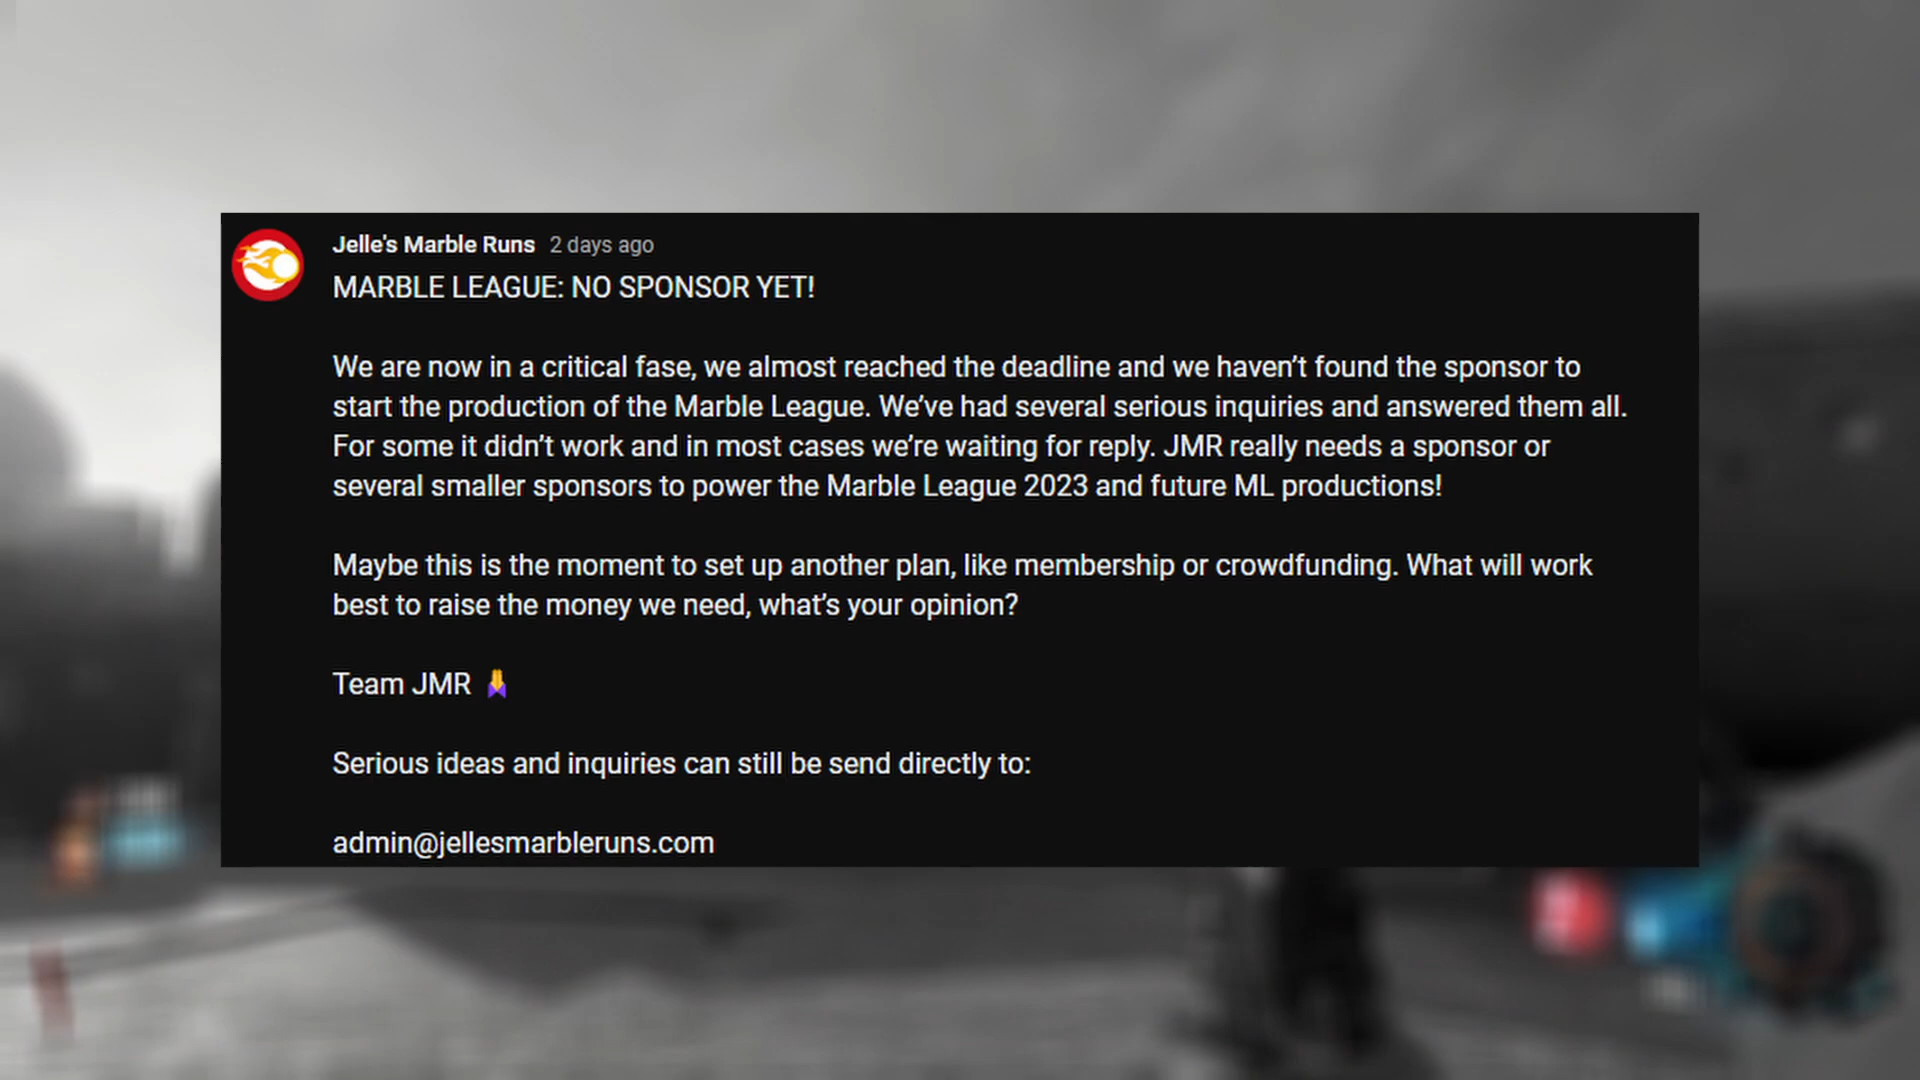 Jelle's Marble Runs 2 days ago
MARBLE LEAGUE: NO SPONSOR YET!
We are now in a critical fase, we almost reached the deadline and we haven’t found the sponsor to
start the production of the Marble League. We’ve had several serious inquiries and answered them all.
For some it didn’t work and in most cases we’re waiting for reply. JMR really needs a sponsor or
several smaller sponsors to power the Marble League 2023 and future ML productions!
Maybe this is the moment to set up another plan, like membership or crowdfunding. What will work
best to raise the money we need, what’s your opinion?
Team JMR 🙏
Serious ideas and inquiries can still be send directly to:
admin@jellesmarbleruns.com